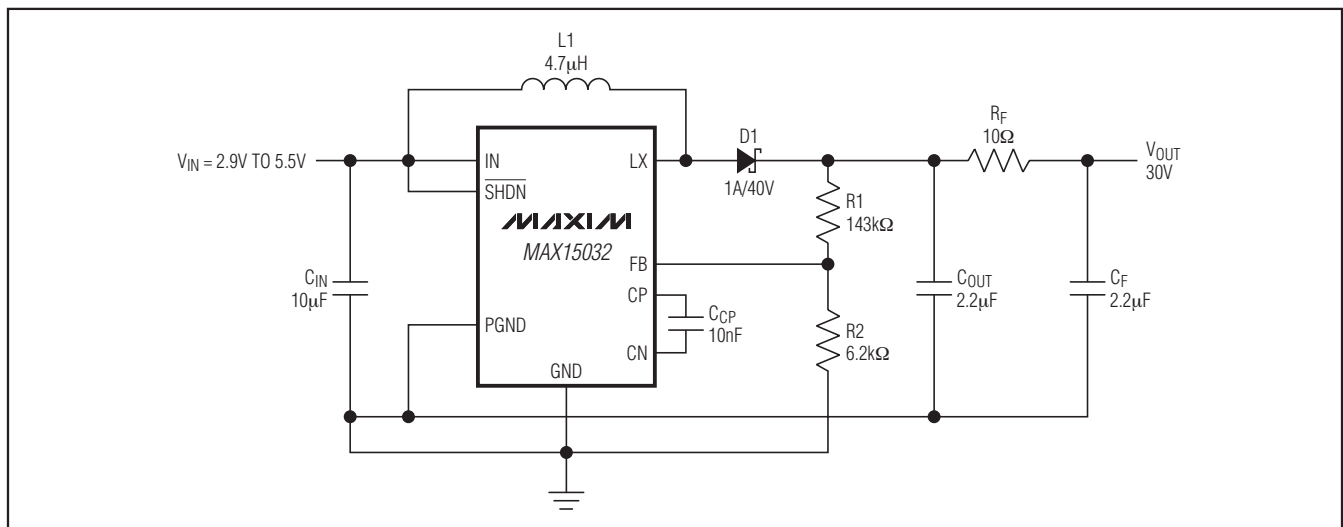 L1
4.7µH
V_IN = 2.9V TO 5.5V
IN
SHDN
LX
D1
1A/40V
R_F
10Ω
V_OUT
30V
MAXIM
MAX15032
R1
143kΩ
FB
C_IN
10µF
CP
C_CP
10nF
CN
PGND
GND
R2
6.2kΩ
C_OUT
2.2µF
C_F
2.2µF